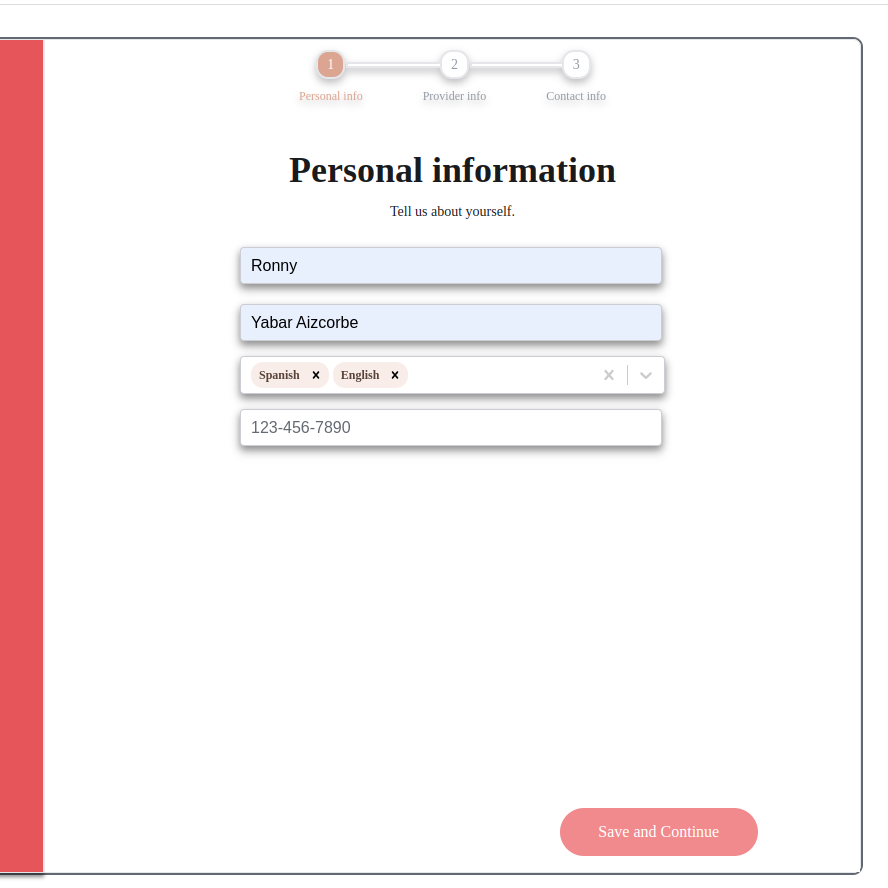 1 2 3
Personal info Provider info Contact info
Personal information
Tell us about yourself.
Ronny
Yabar Aizcorbe
Spanish English
123-456-7890
Save and Continue